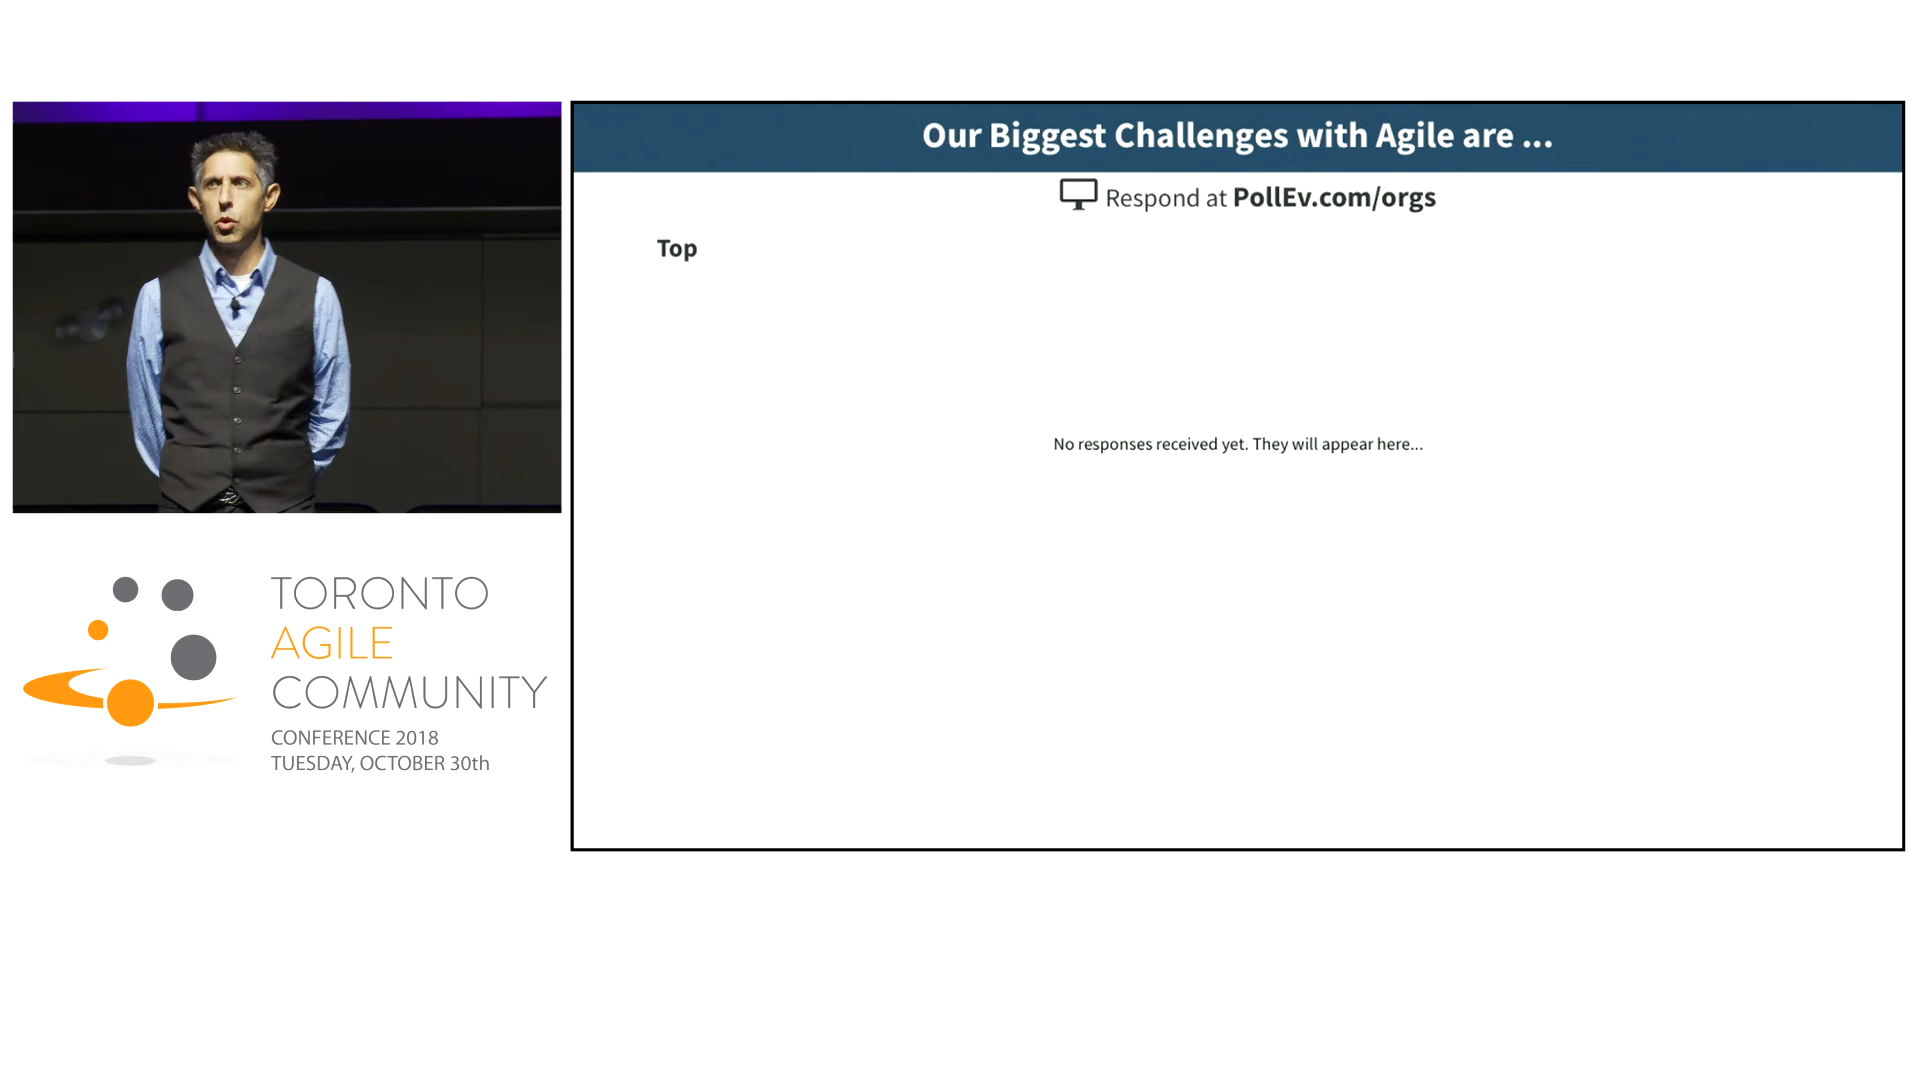 Our Biggest Challenges with Agile are ...
Respond at PollEv.com/orgs
Top
No responses received yet. They will appear here...
TORONTO
AGILE
COMMUNITY
CONFERENCE 2018
TUESDAY, OCTOBER 30th